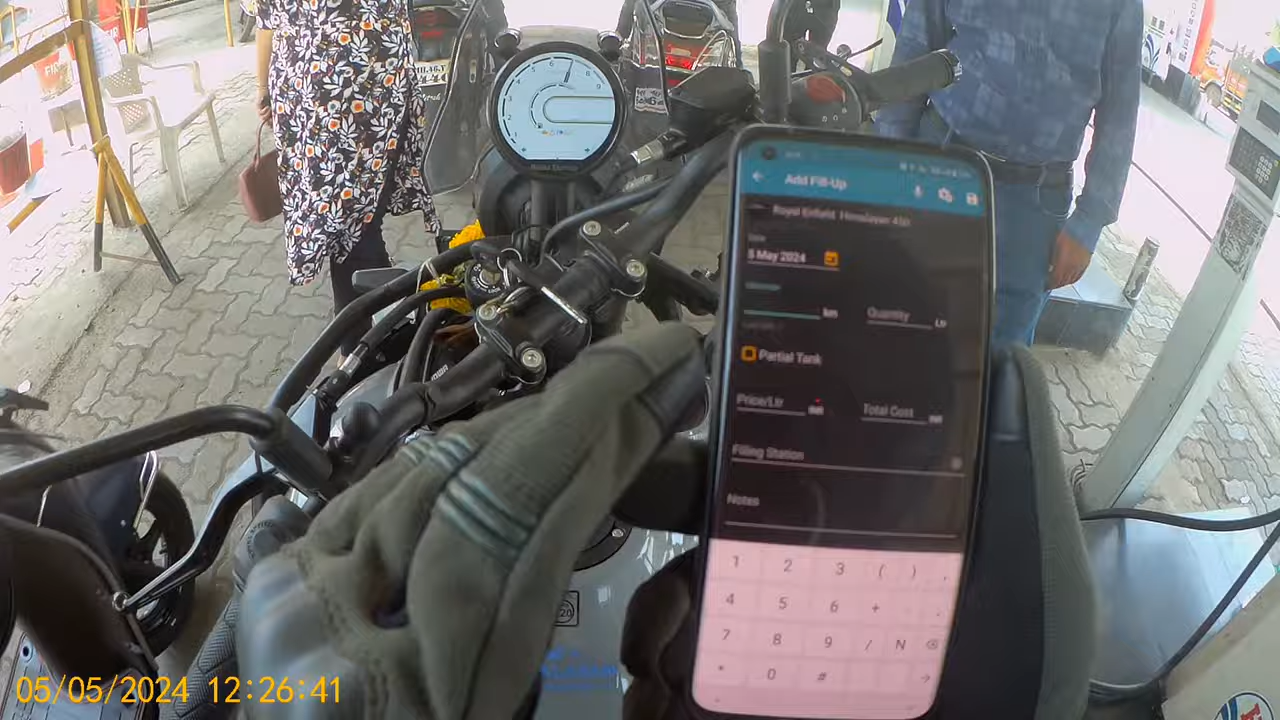 Add Fill-Up
Royal Enfield Himalayan 450
Date
5 May 2024
km
Quantity
Ltr
Partial Tank
Price/Ltr
Total Cost
Filling Station
Notes
1 2 3 ( ) ,
4 5 6 + .
7 8 9 / N
* 0 #
05/05/2024 12:26:41